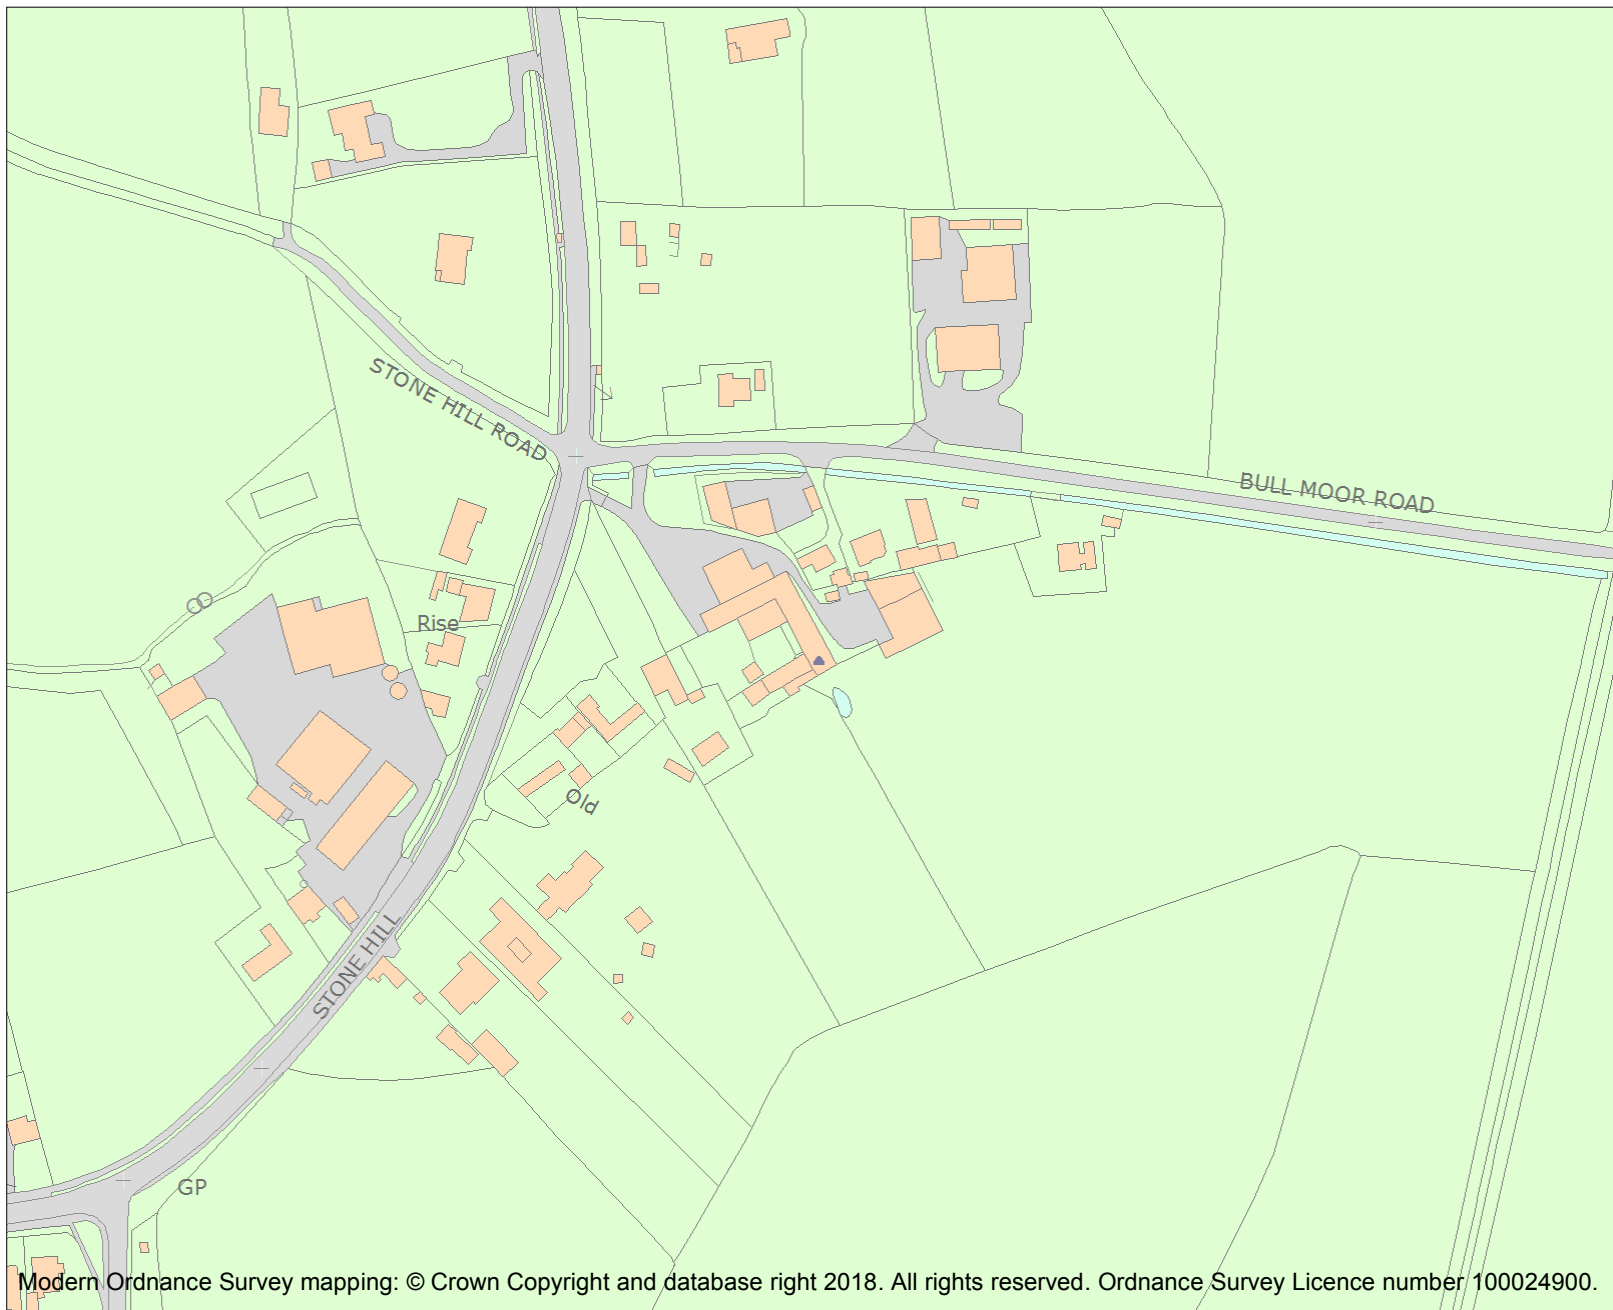 STONE HILL ROAD
BULL MOOR ROAD
Rise
Old
STONE HILL
GP
Modern Ordnance Survey mapping: © Crown Copyright and database right 2018. All rights reserved. Ordnance Survey Licence number 100024900.